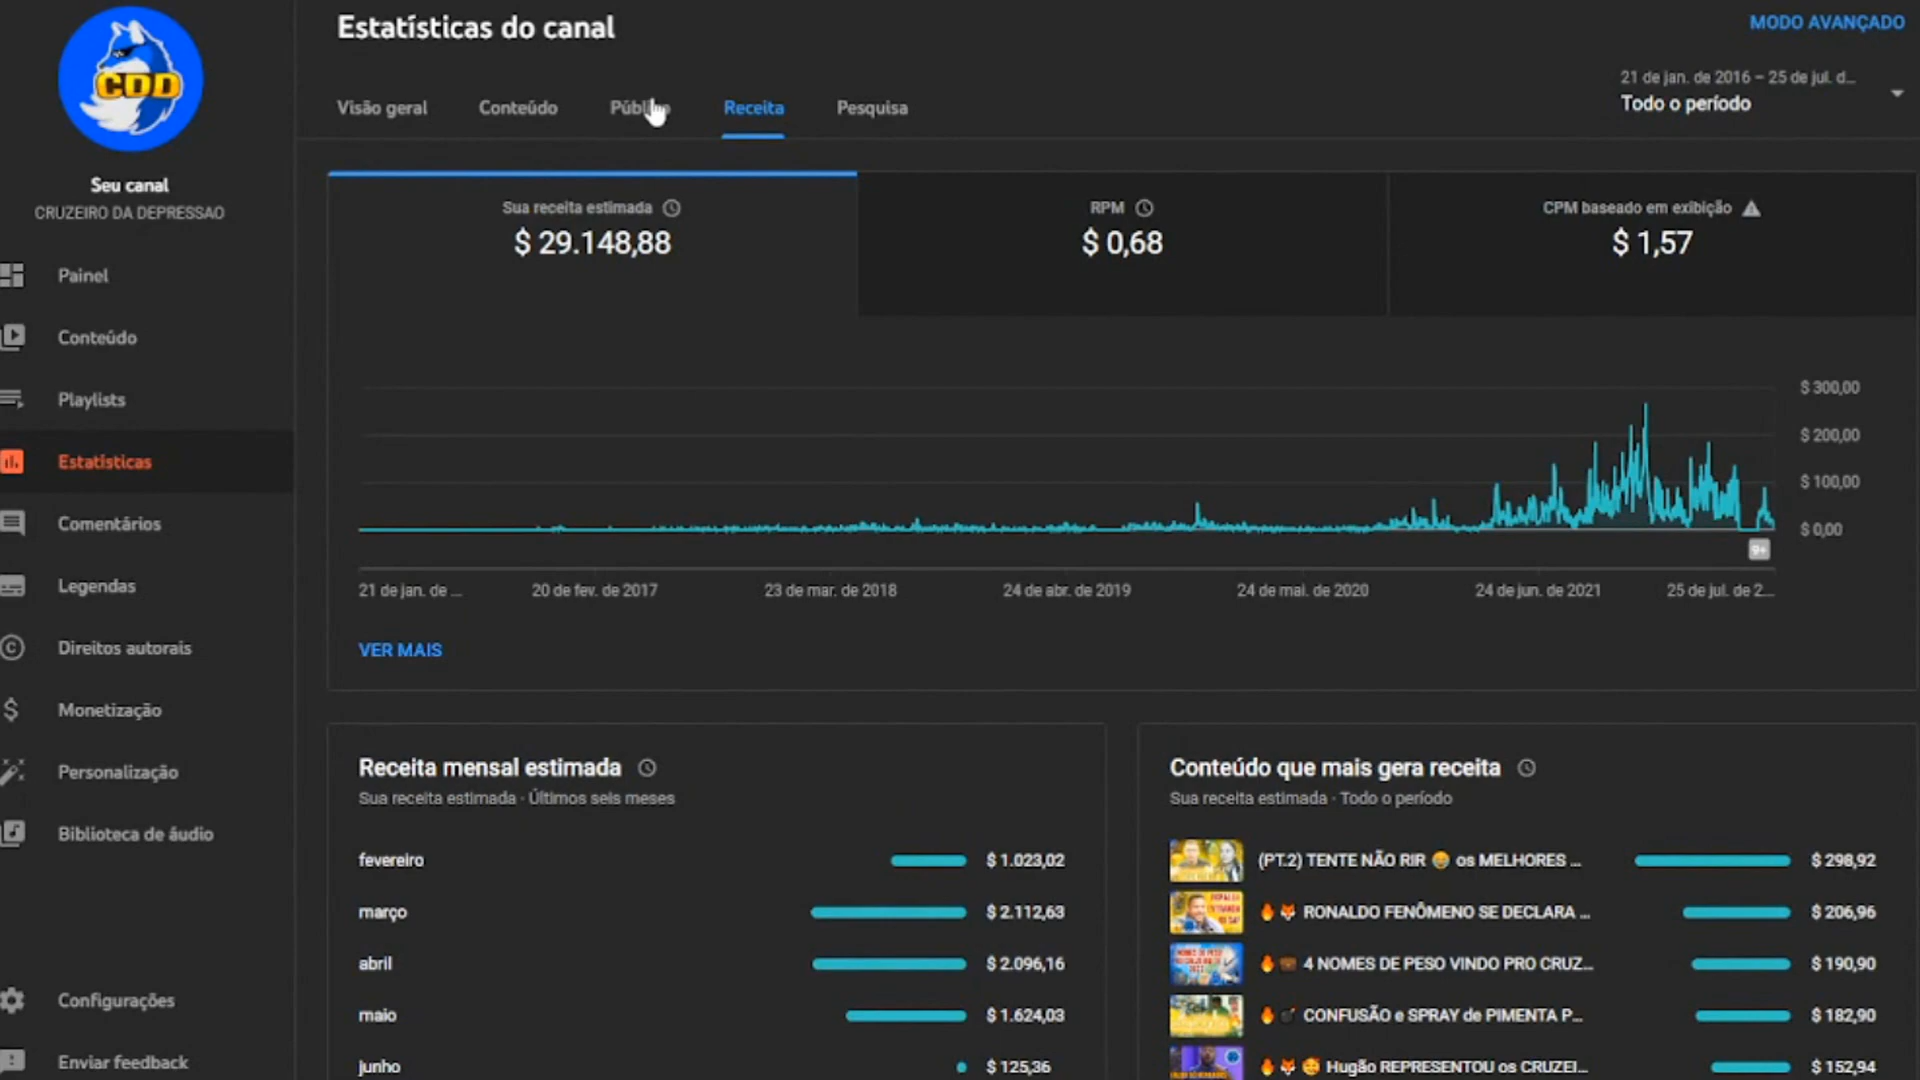 Estatísticas do canal
MODO AVANÇADO
21 de jan. de 2016 – 25 de jul. d...
Todo o período
Visão geral
Conteúdo
Receita
Pesquisa
CDD
Seu canal
CRUZEIRO DA DEPRESSAO
Painel
Conteúdo
Playlists
Estatísticas
Comentários
Legendas
Direitos autorais
Monetização
Personalização
Biblioteca de áudio
Configurações
Enviar feedback
Sua receita estimada
$ 29.148,88
RPM
$ 0,68
CPM baseado em exibição
$ 1,57
$ 300,00
$ 200,00
$ 100,00
$ 0,00
9+
21 de jan. de ...
20 de fev. de 2017
23 de mar. de 2018
24 de abr. de 2019
24 de mai. de 2020
24 de jun. de 2021
25 de jul. de 2...
VER MAIS
Receita mensal estimada
Sua receita estimada · Últimos seis meses
fevereiro $ 1.023,02
março $ 2.112,63
abril $ 2.096,16
maio $ 1.624,03
junho $ 125,36
Conteúdo que mais gera receita
Sua receita estimada · Todo o período
(PT.2) TENTE NÃO RIR 😄 os MELHORES ... $ 298,92
🔥🦊 RONALDO FENÔMENO SE DECLARA ... $ 206,96
🔥💼 4 NOMES DE PESO VINDO PRO CRUZ... $ 190,90
🔥💣 CONFUSÃO e SPRAY de PIMENTA P... $ 182,90
🔥🦊🥰 Hugão REPRESENTOU os CRUZEI... $ 152,94